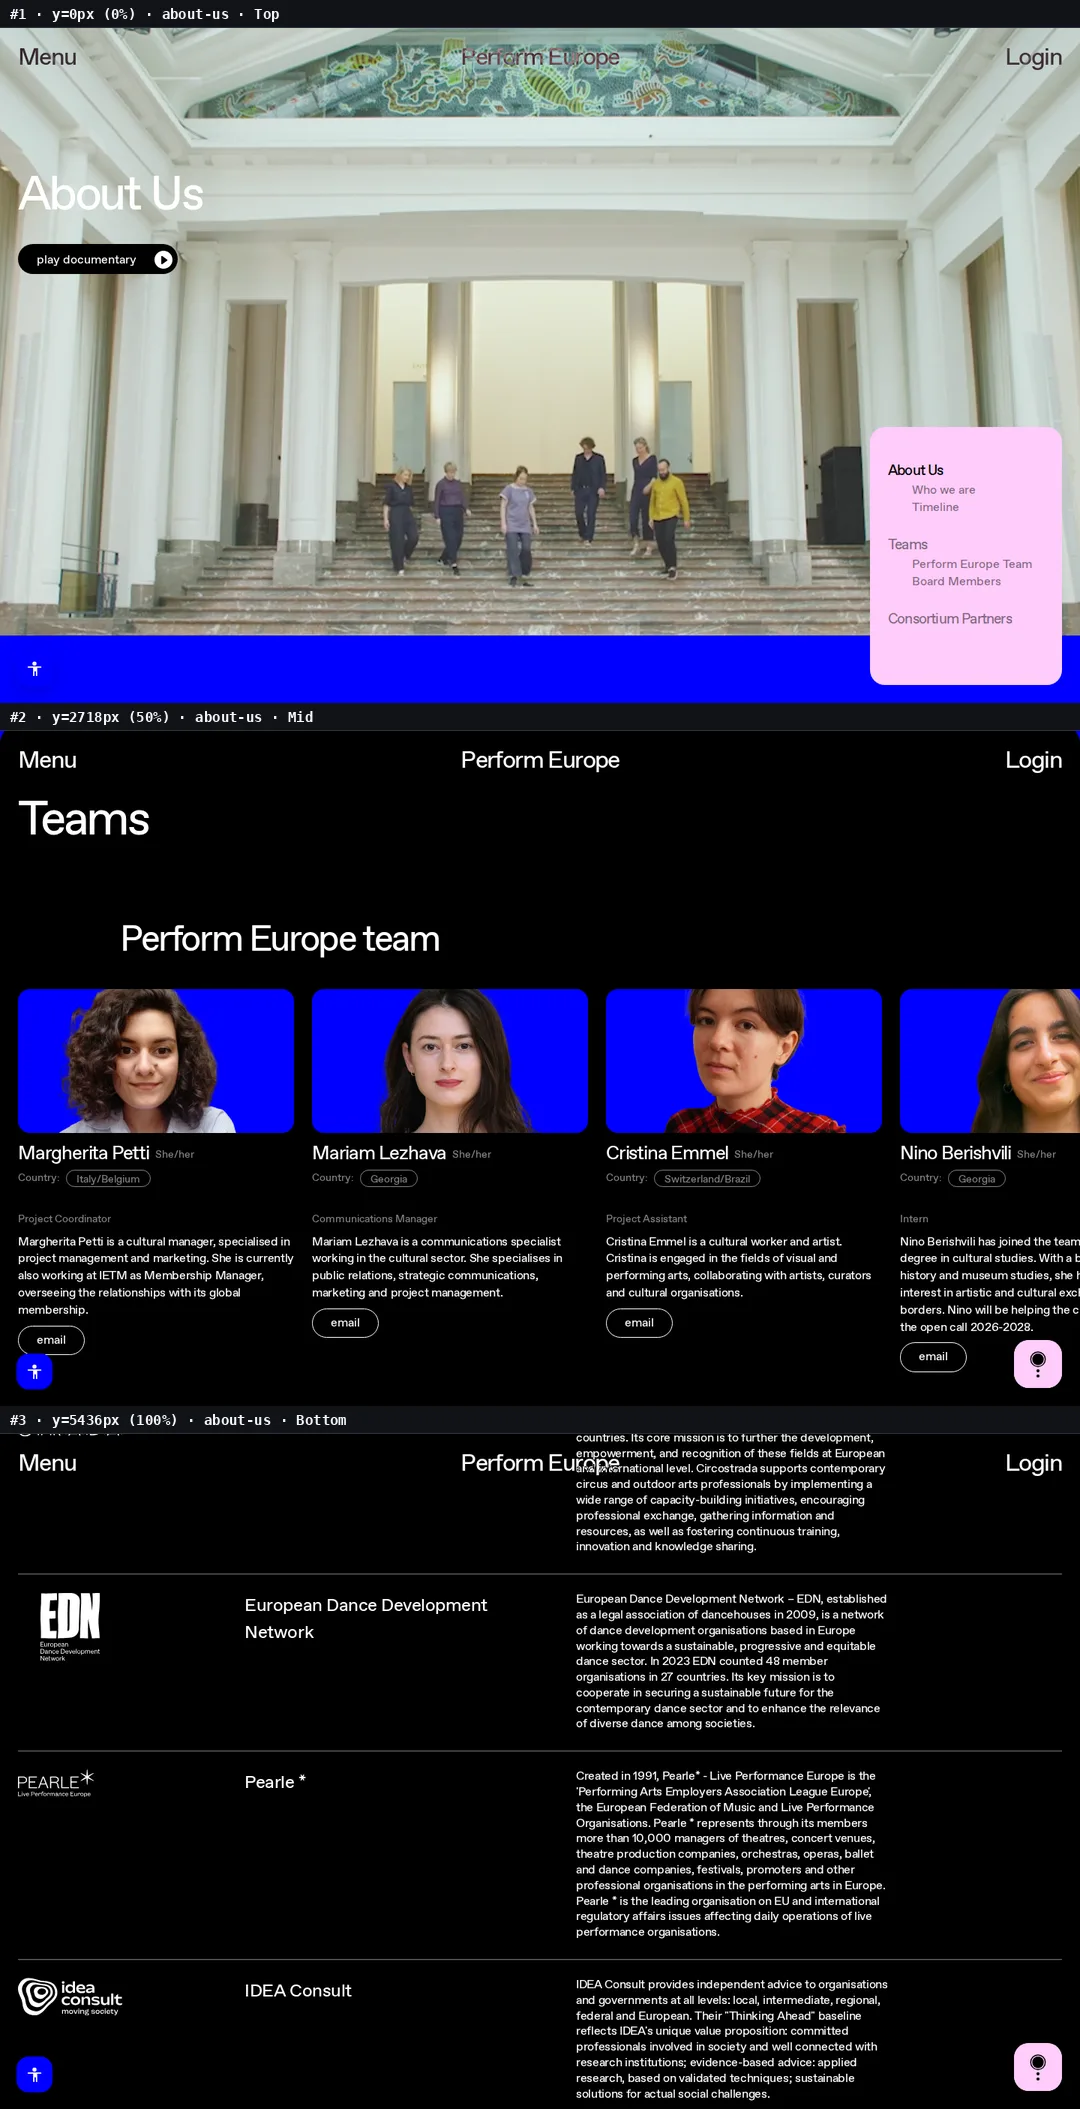 #1 · y=0px (0%) · about-us · Top
Menu
Perform Europe
Login
About Us
play documentary
About Us
Who we are
Timeline
Teams
Perform Europe Team
Board Members
Consortium Partners
#2 · y=2718px (50%) · about-us · Mid
Menu
Perform Europe
Login
Teams
Perform Europe team
Margherita Petti She/her
Country: Italy/Belgium
Project Coordinator
Margherita Petti is a cultural manager, specialised in
project management and marketing. She is currently
also working at IETM as Membership Manager,
overseeing the relationships with its global
membership.
email
Mariam Lezhava She/her
Country: Georgia
Communications Manager
Mariam Lezhava is a communications specialist
working in the cultural sector. She specialises in
public relations, strategic communications,
marketing and project management.
email
Cristina Emmel She/her
Country: Switzerland/Brazil
Project Assistant
Cristina Emmel is a cultural worker and artist.
Cristina is engaged in the fields of visual and
performing arts, collaborating with artists, curators
and cultural organisations.
email
Nino Berishvili She/her
Country: Georgia
Intern
Nino Berishvili has joined the team
degree in cultural studies. With a b
history and museum studies, she h
interest in artistic and cultural exc
borders. Nino will be helping the c
the open call 2026-2028.
email
#3 · y=5436px (100%) · about-us · Bottom
Menu
Perform Europe
Login
countries. Its core mission is to further the development,
empowerment, and recognition of these fields at European
and international level. Circostrada supports contemporary
circus and outdoor arts professionals by implementing a
wide range of capacity-building initiatives, encouraging
professional exchange, gathering information and
resources, as well as fostering continuous training,
innovation and knowledge sharing.
EDN
European
Dance Development
Network
European Dance Development
Network
European Dance Development Network – EDN, established
as a legal association of dancehouses in 2009, is a network
of dance development organisations based in Europe
working towards a sustainable, progressive and equitable
dance sector. In 2023 EDN counted 48 member
organisations in 27 countries. Its key mission is to
cooperate in securing a sustainable future for the
contemporary dance sector and to enhance the relevance
of diverse dance among societies.
PEARLE*
Live Performance Europe
Pearle *
Created in 1991, Pearle* - Live Performance Europe is the
'Performing Arts Employers Association League Europe',
the European Federation of Music and Live Performance
Organisations. Pearle * represents through its members
more than 10,000 managers of theatres, concert venues,
theatre production companies, orchestras, operas, ballet
and dance companies, festivals, promoters and other
professional organisations in the performing arts in Europe.
Pearle * is the leading organisation on EU and international
regulatory affairs issues affecting daily operations of live
performance organisations.
idea
consult
moving society
IDEA Consult
IDEA Consult provides independent advice to organisations
and governments at all levels: local, intermediate, regional,
federal and European. Their "Thinking Ahead" baseline
reflects IDEA's unique value proposition: committed
professionals involved in society and well connected with
research institutions; evidence-based advice: applied
research, based on validated techniques; sustainable
solutions for actual social challenges.